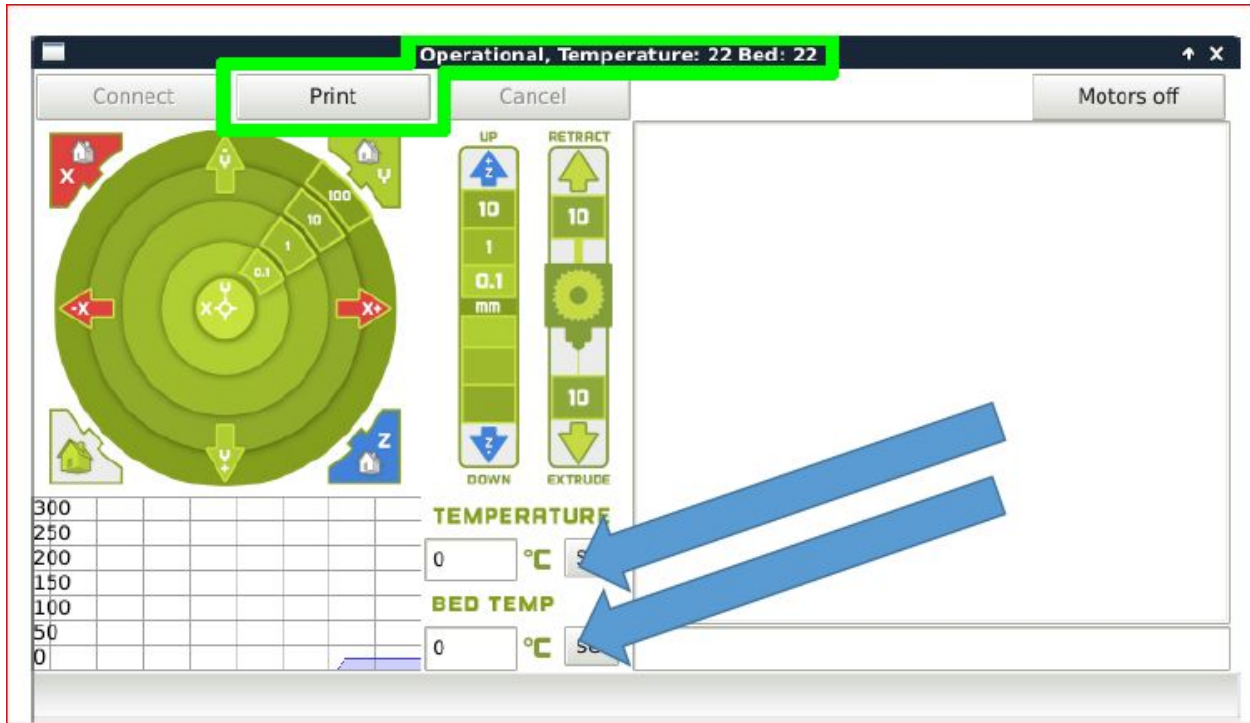 Operational, Temperature: 22 Bed: 22
Connect Print Cancel Motors off
UP RETRACT
X -Y Y +Z
100 10 10
10 1 1
0.1 0.1
Y
X
-X X+ mm
10
Z -Z
Y+
DOWN EXTRUDE
300
250
200
150
100
50
0
TEMPERATURE
0 °C
BED TEMP
0 °C